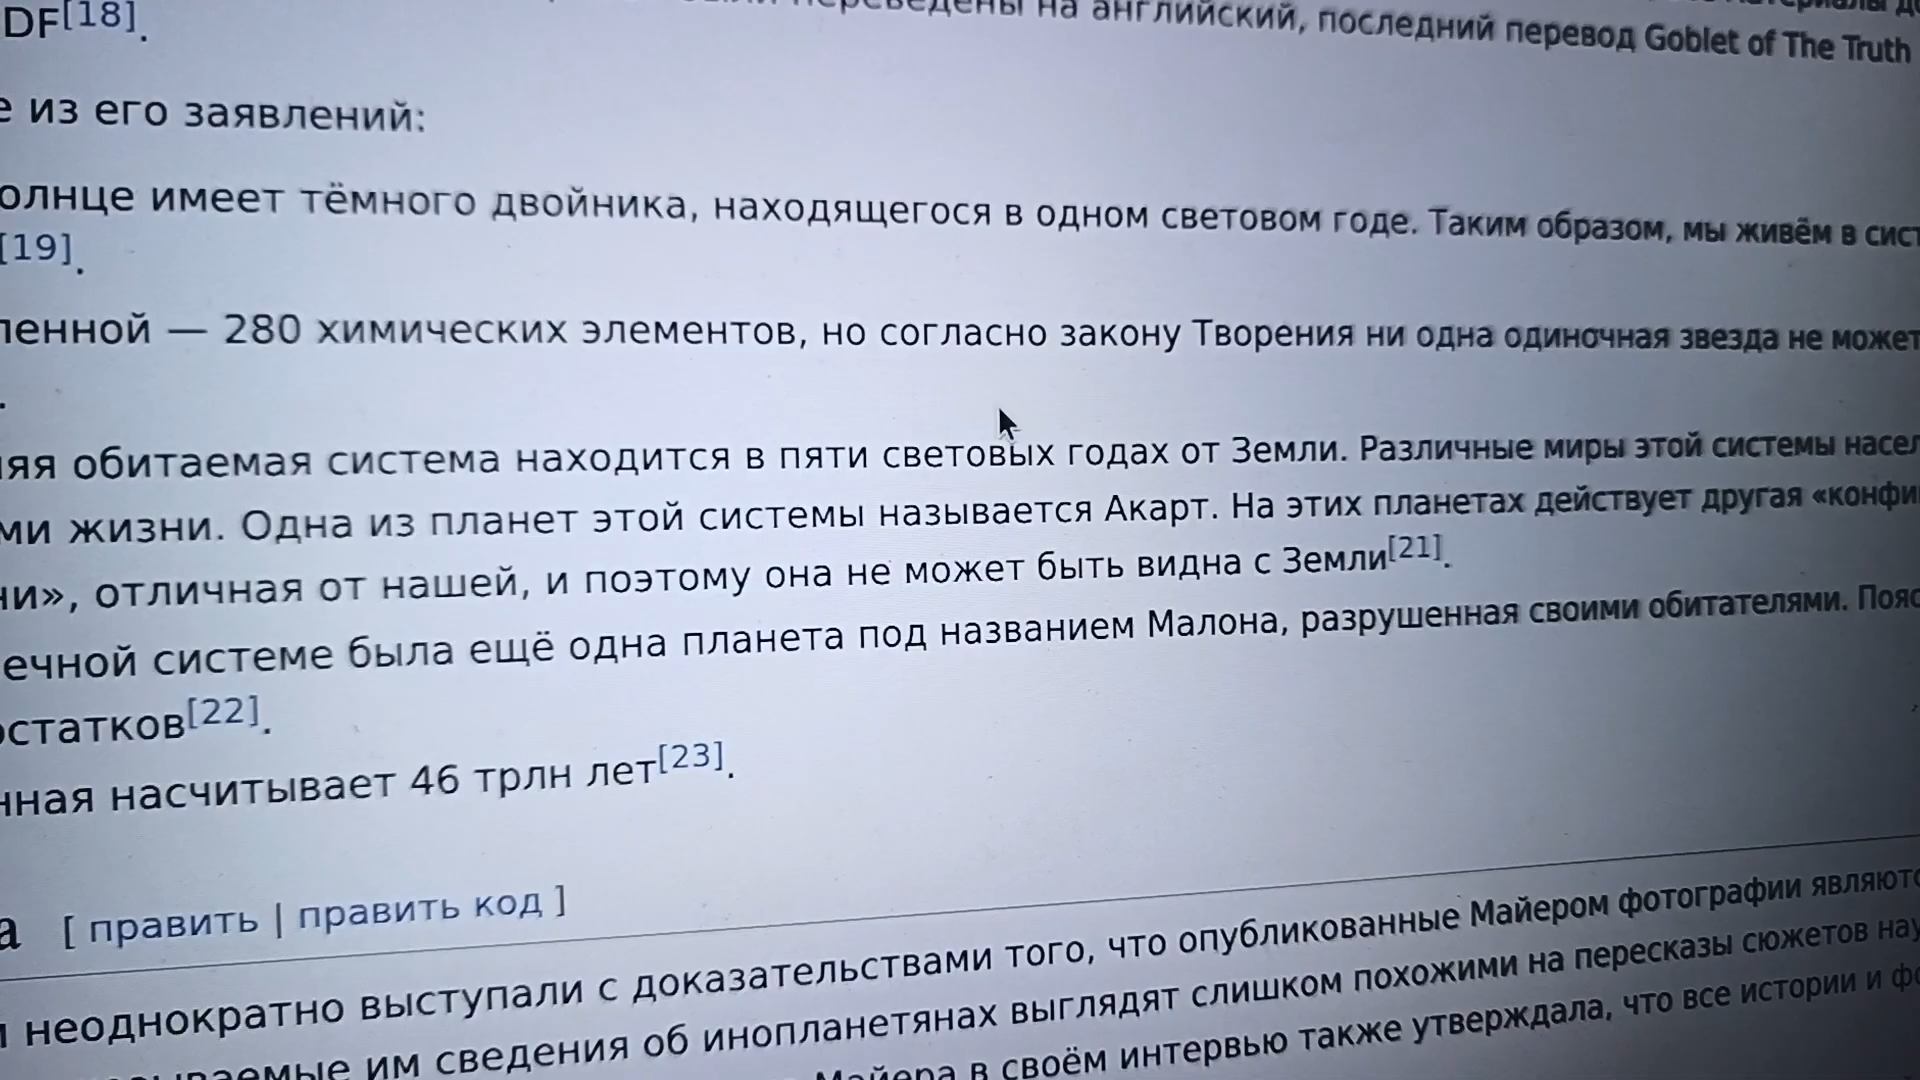 DF[18]. переведены на английский, последний перевод Goblet of The Truth
е из его заявлений:
олнце имеет тёмного двойника, находящегося в одном световом годе. Таким образом, мы живём в сист
[19].
ленной — 280 химических элементов, но согласно закону Творения ни одна одиночная звезда не может
.
яя обитаемая система находится в пяти световых годах от Земли. Различные миры этой системы насел
ми жизни. Одна из планет этой системы называется Акарт. На этих планетах действует другая «конфи
ни», отличная от нашей, и поэтому она не может быть видна с Земли[21].
ечной системе была ещё одна планета под названием Малона, разрушенная своими обитателями. Пояс
остатков[22].
нная насчитывает 46 трлн лет[23].
а [ править | править код ]
и неоднократно выступали с доказательствами того, что опубликованные Майером фотографии являютс
им сведения об инопланетянах выглядят слишком похожими на пересказы сюжетов нау
Майера в своём интервью также утверждала, что все истории и фо